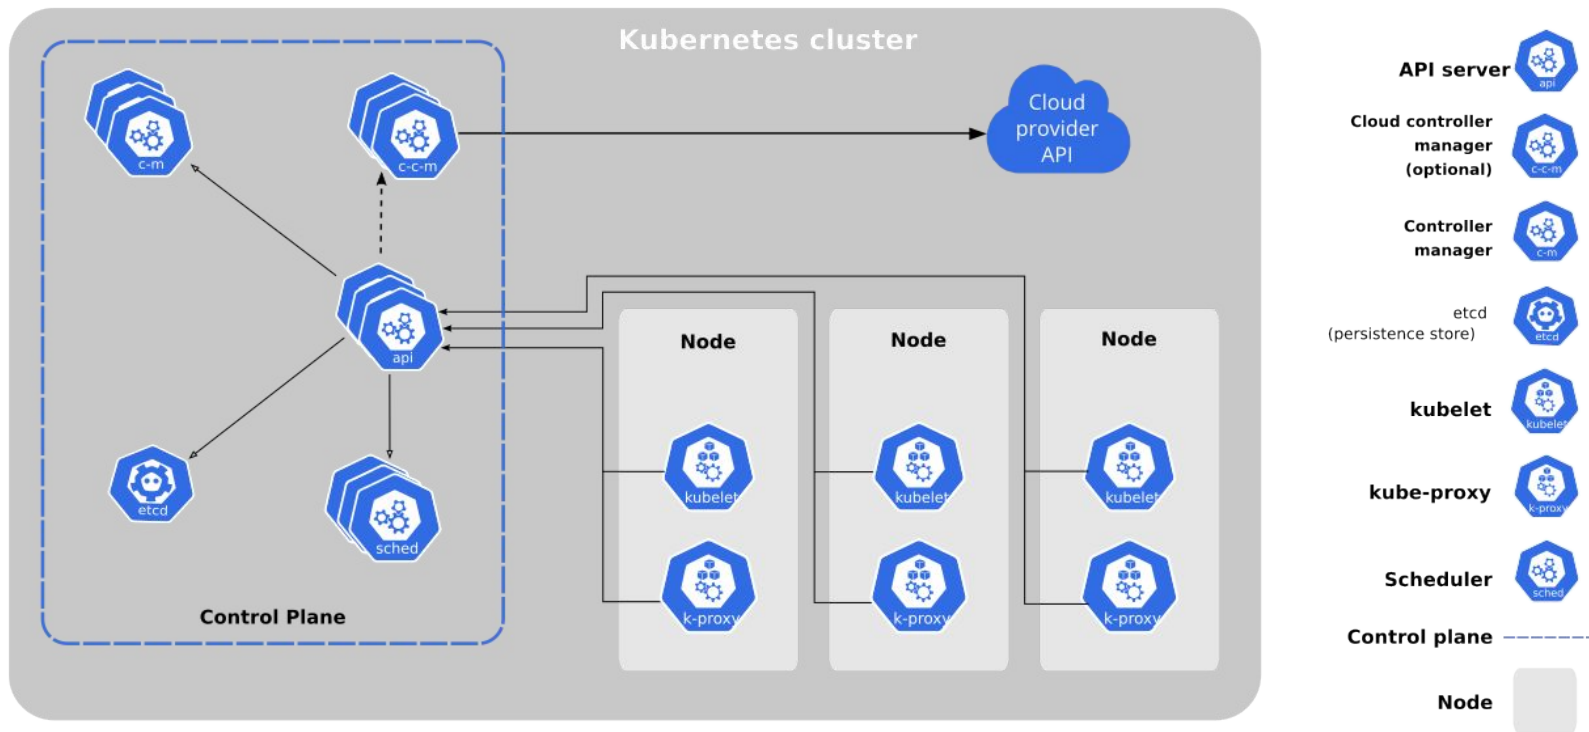 Kubernetes cluster
c-m
c-c-m
Cloud
provider
API
api
etcd
sched
Control Plane
Node
kubelet
k-proxy
Node
kubelet
k-proxy
Node
kubelet
k-proxy
API server
api
Cloud controller
manager
(optional)
c-c-m
Controller
manager
c-m
etcd
(persistence store)
etcd
kubelet
kubelet
kube-proxy
k-proxy
Scheduler
sched
Control plane
Node